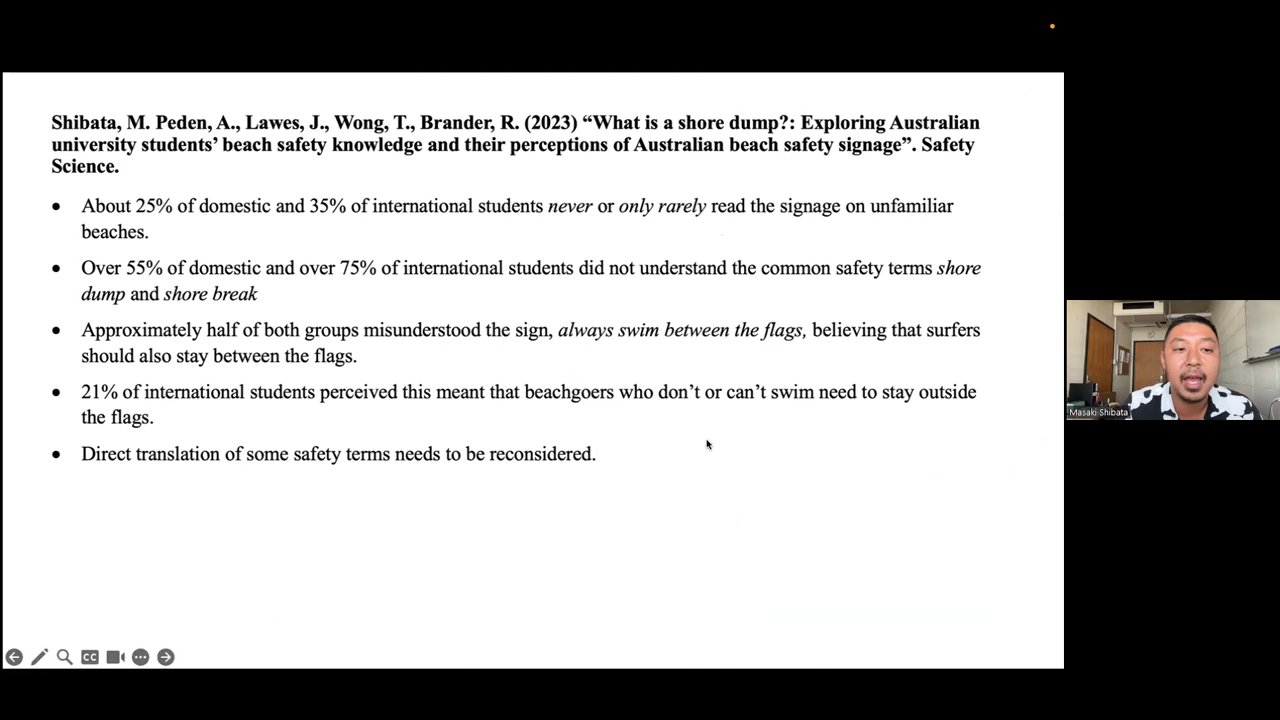 Shibata, M. Peden, A., Lawes, J., Wong, T., Brander, R. (2023) “What is a shore dump?: Exploring Australian
university students’ beach safety knowledge and their perceptions of Australian beach safety signage”. Safety
Science.
• About 25% of domestic and 35% of international students never or only rarely read the signage on unfamiliar
beaches.
• Over 55% of domestic and over 75% of international students did not understand the common safety terms shore
dump and shore break
• Approximately half of both groups misunderstood the sign, always swim between the flags, believing that surfers
should also stay between the flags.
• 21% of international students perceived this meant that beachgoers who don’t or can’t swim need to stay outside
the flags.
• Direct translation of some safety terms needs to be reconsidered.
Masaki Shibata
CC